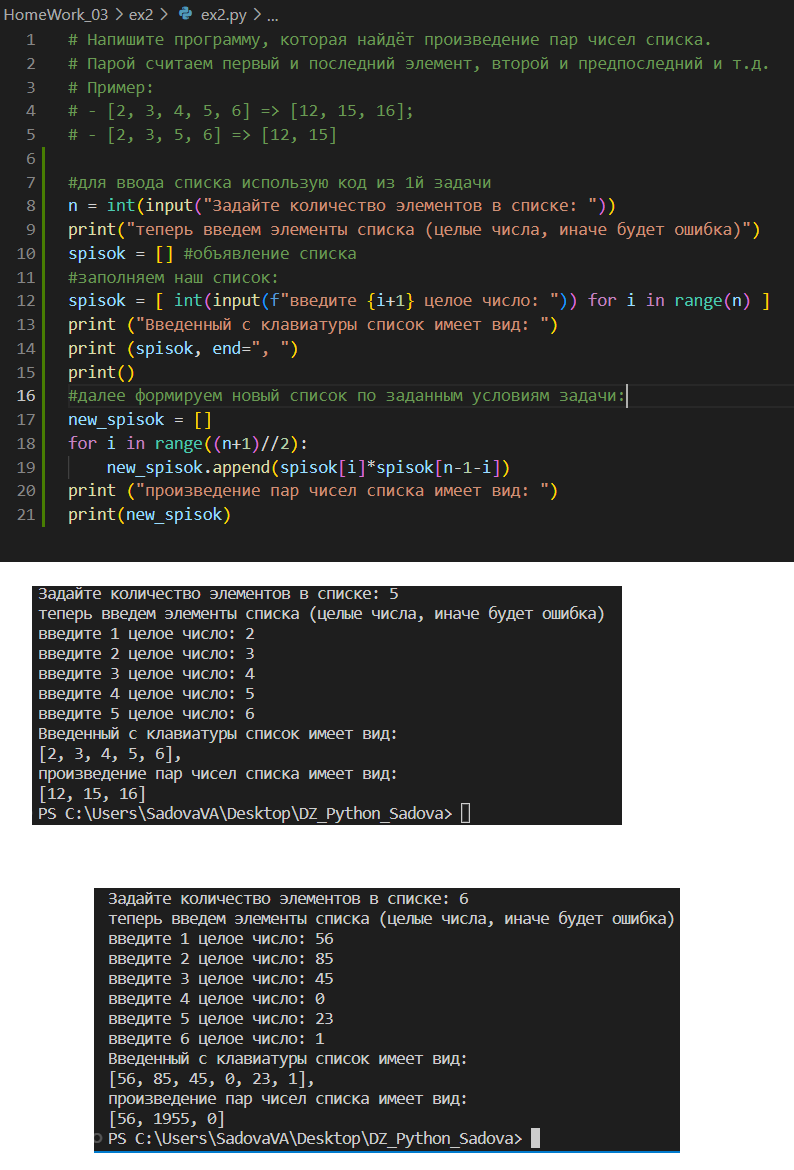 HomeWork_03 > ex2 > ex2.py > ...
1 # Напишите программу, которая найдёт произведение пар чисел списка.
2 # Парой считаем первый и последний элемент, второй и предпоследний и т.д.
3 # Пример:
4 # - [2, 3, 4, 5, 6] => [12, 15, 16];
5 # - [2, 3, 5, 6] => [12, 15]
6
7 #для ввода списка использую код из 1й задачи
8 n = int(input("Задайте количество элементов в списке: "))
9 print("теперь введем элементы списка (целые числа, иначе будет ошибка)")
10 spisok = [] #объявление списка
11 #заполняем наш список:
12 spisok = [ int(input(f"введите {i+1} целое число: ")) for i in range(n) ]
13 print ("Введенный с клавиатуры список имеет вид: ")
14 print (spisok, end=", ")
15 print()
16 #далее формируем новый список по заданным условиям задачи:
17 new_spisok = []
18 for i in range((n+1)//2):
19     new_spisok.append(spisok[i]*spisok[n-1-i])
20 print ("произведение пар чисел списка имеет вид: ")
21 print(new_spisok)
Задайте количество элементов в списке: 5
теперь введем элементы списка (целые числа, иначе будет ошибка)
введите 1 целое число: 2
введите 2 целое число: 3
введите 3 целое число: 4
введите 4 целое число: 5
введите 5 целое число: 6
Введенный с клавиатуры список имеет вид:
[2, 3, 4, 5, 6],
произведение пар чисел списка имеет вид:
[12, 15, 16]
PS C:\Users\SadovaVA\Desktop\DZ_Python_Sadova>
Задайте количество элементов в списке: 6
теперь введем элементы списка (целые числа, иначе будет ошибка)
введите 1 целое число: 56
введите 2 целое число: 85
введите 3 целое число: 45
введите 4 целое число: 0
введите 5 целое число: 23
введите 6 целое число: 1
Введенный с клавиатуры список имеет вид:
[56, 85, 45, 0, 23, 1],
произведение пар чисел списка имеет вид:
[56, 1955, 0]
PS C:\Users\SadovaVA\Desktop\DZ_Python_Sadova>